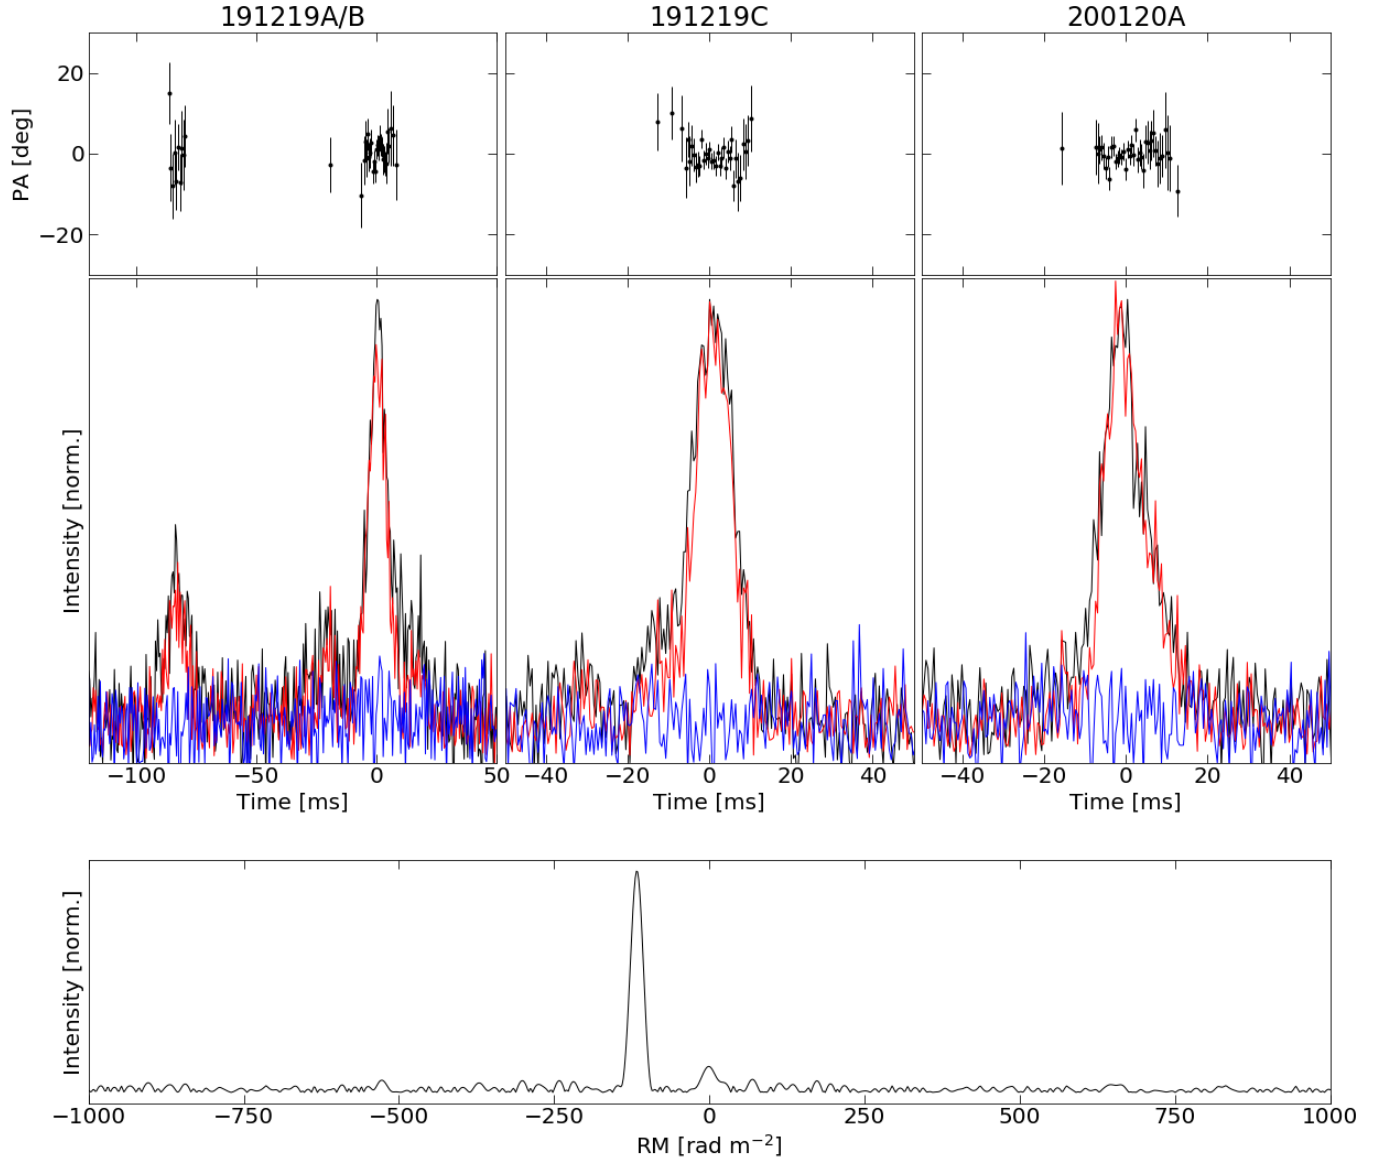 191219A/B 191219C 200120A
PA [deg]
20
0
−20
Intensity [norm.]
−100 −50 0 50 −40 −20 0 20 40 −40 −20 0 20 40
Time [ms] Time [ms] Time [ms]
Intensity [norm.]
−1000 −750 −500 −250 0 250 500 750 1000
RM [rad m⁻²]